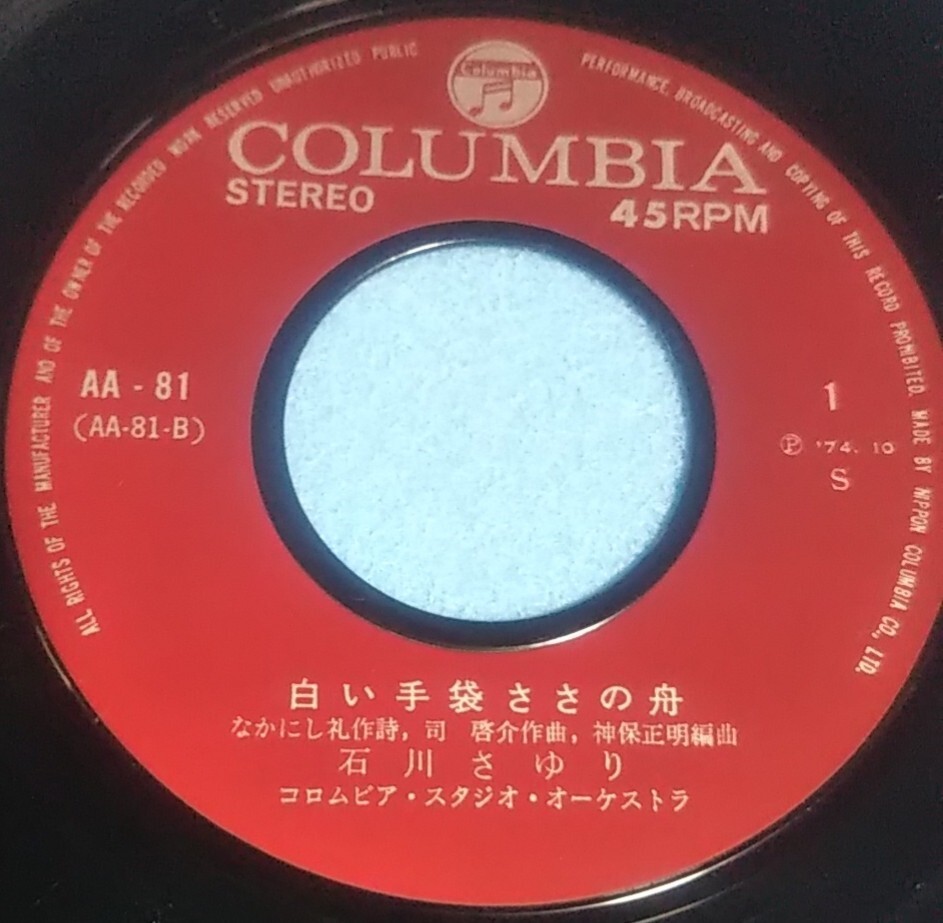 ALL RIGHTS OF THE MANUFACTURER AND OF THE OWNER OF THE RECORDED WORK RESERVED UNAUTHORIZED PUBLIC PERFORMANCE, BROADCASTING AND COPYING OF THIS RECORD PROHIBITED. MADE BY NIPPON COLUMBIA CO., LTD.
Columbia
COLUMBIA
STEREO 45RPM
AA - 81 1
(AA-81-B) Ⓟ '74. 10
S
白い手袋ささの舟
なかにし礼作詩, 司 啓介作曲, 神保正明編曲
石川さゆり
コロムビア・スタジオ・オーケストラ